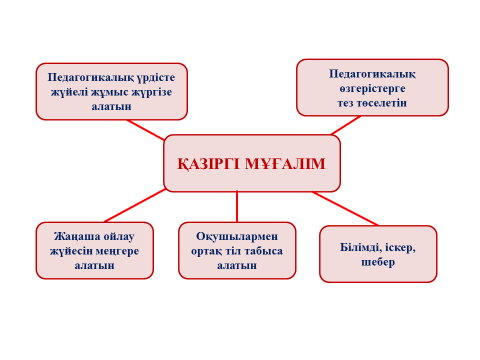 Педагогикалық үрдісте
жүйелі жұмыс жүргізе
алатын
Педагогикалық
өзгерістерге
тез төселетін
ҚАЗІРГІ МҰҒАЛІМ
Жаңаша ойлау
жүйесін меңгере
алатын
Оқушылармен
ортақ тіл табыса
алатын
Білімді, іскер,
шебер